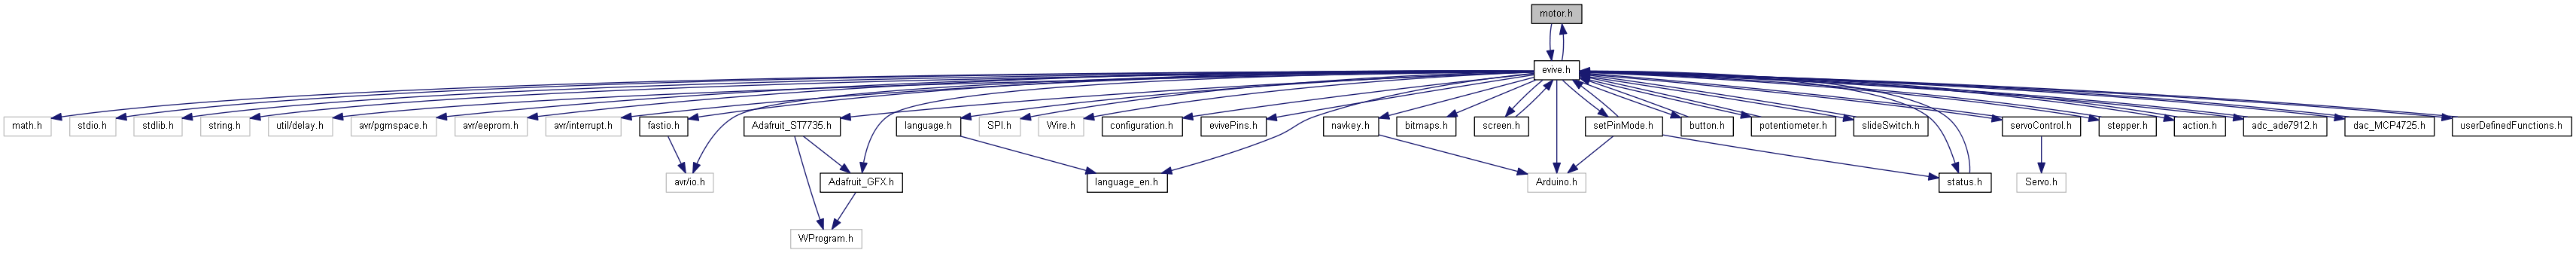 motor.h
evive.h
math.h
stdio.h
stdlib.h
string.h
util/delay.h
avr/pgmspace.h
avr/eeprom.h
avr/interrupt.h
fastio.h
Adafruit_ST7735.h
language.h
SPI.h
Wire.h
configuration.h
evivePins.h
navkey.h
bitmaps.h
screen.h
setPinMode.h
button.h
potentiometer.h
slideSwitch.h
servoControl.h
stepper.h
action.h
adc_ade7912.h
dac_MCP4725.h
userDefinedFunctions.h
avr/io.h
Adafruit_GFX.h
language_en.h
Arduino.h
status.h
Servo.h
WProgram.h